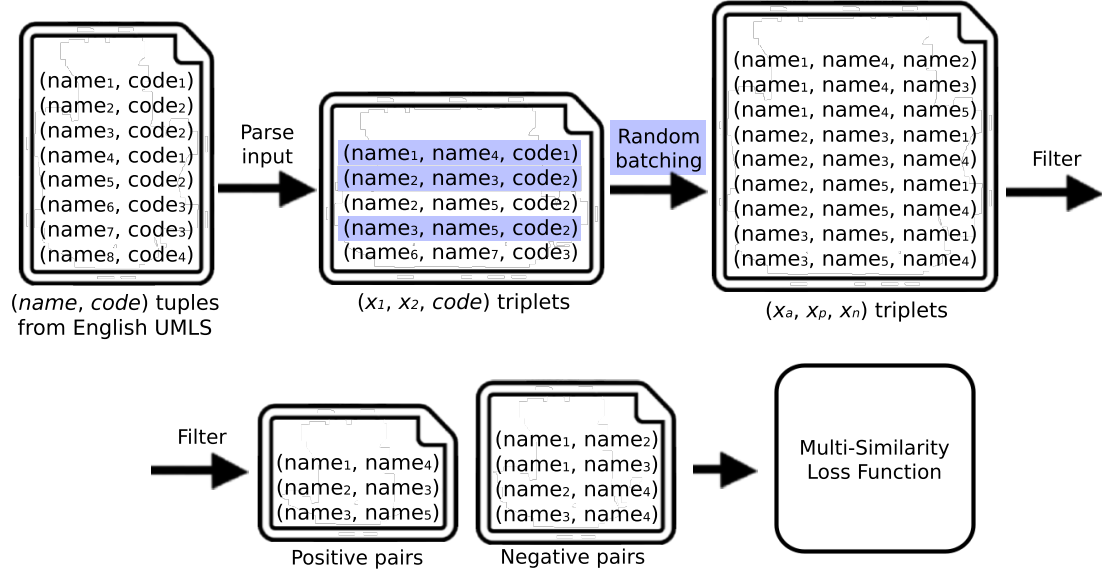 (name₁, code₁)
(name₂, code₂)
(name₃, code₂)
(name₄, code₁)
(name₅, code₂)
(name₆, code₃)
(name₇, code₃)
(name₈, code₄)
(name, code) tuples
from English UMLS
Parse
input
(name₁, name₄, code₁)
(name₂, name₃, code₂)
(name₂, name₅, code₂)
(name₃, name₅, code₂)
(name₆, name₇, code₃)
(x₁, x₂, code) triplets
Random
batching
(name₁, name₄, name₂)
(name₁, name₄, name₃)
(name₁, name₄, name₅)
(name₂, name₃, name₁)
(name₂, name₃, name₄)
(name₂, name₅, name₁)
(name₂, name₅, name₄)
(name₃, name₅, name₁)
(name₃, name₅, name₄)
(xₐ, xₚ, xₙ) triplets
Filter
Filter
(name₁, name₄)
(name₂, name₃)
(name₃, name₅)
Positive pairs
(name₁, name₂)
(name₁, name₃)
(name₂, name₄)
(name₃, name₄)
Negative pairs
Multi-Similarity
Loss Function